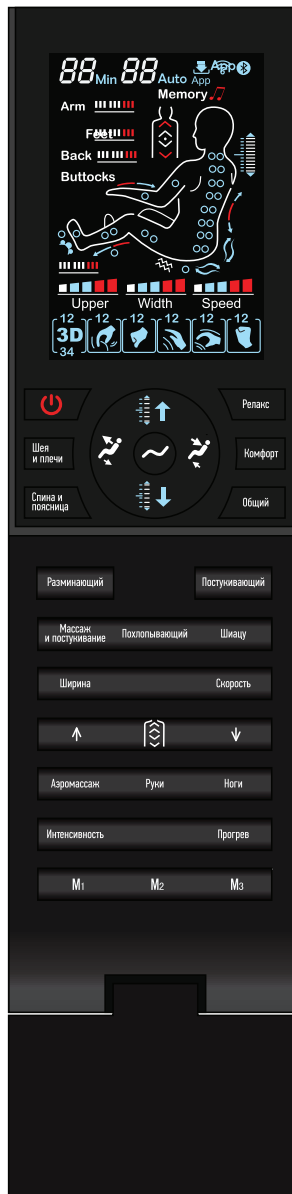 88 Min 88 Auto App App
Memory
Arm
Feet
Back
Buttocks
Upper Width Speed
12 12 12 12 12
3D
34
Релакс
Шея
и плечи
Комфорт
Спина и
поясница
Общий
Разминающий Постукивающий
Массаж
и постукивание Похлопывающий Шиацу
Ширина Скорость
Аэромассаж Руки Ноги
Интенсивность Прогрев
M1 M2 M3